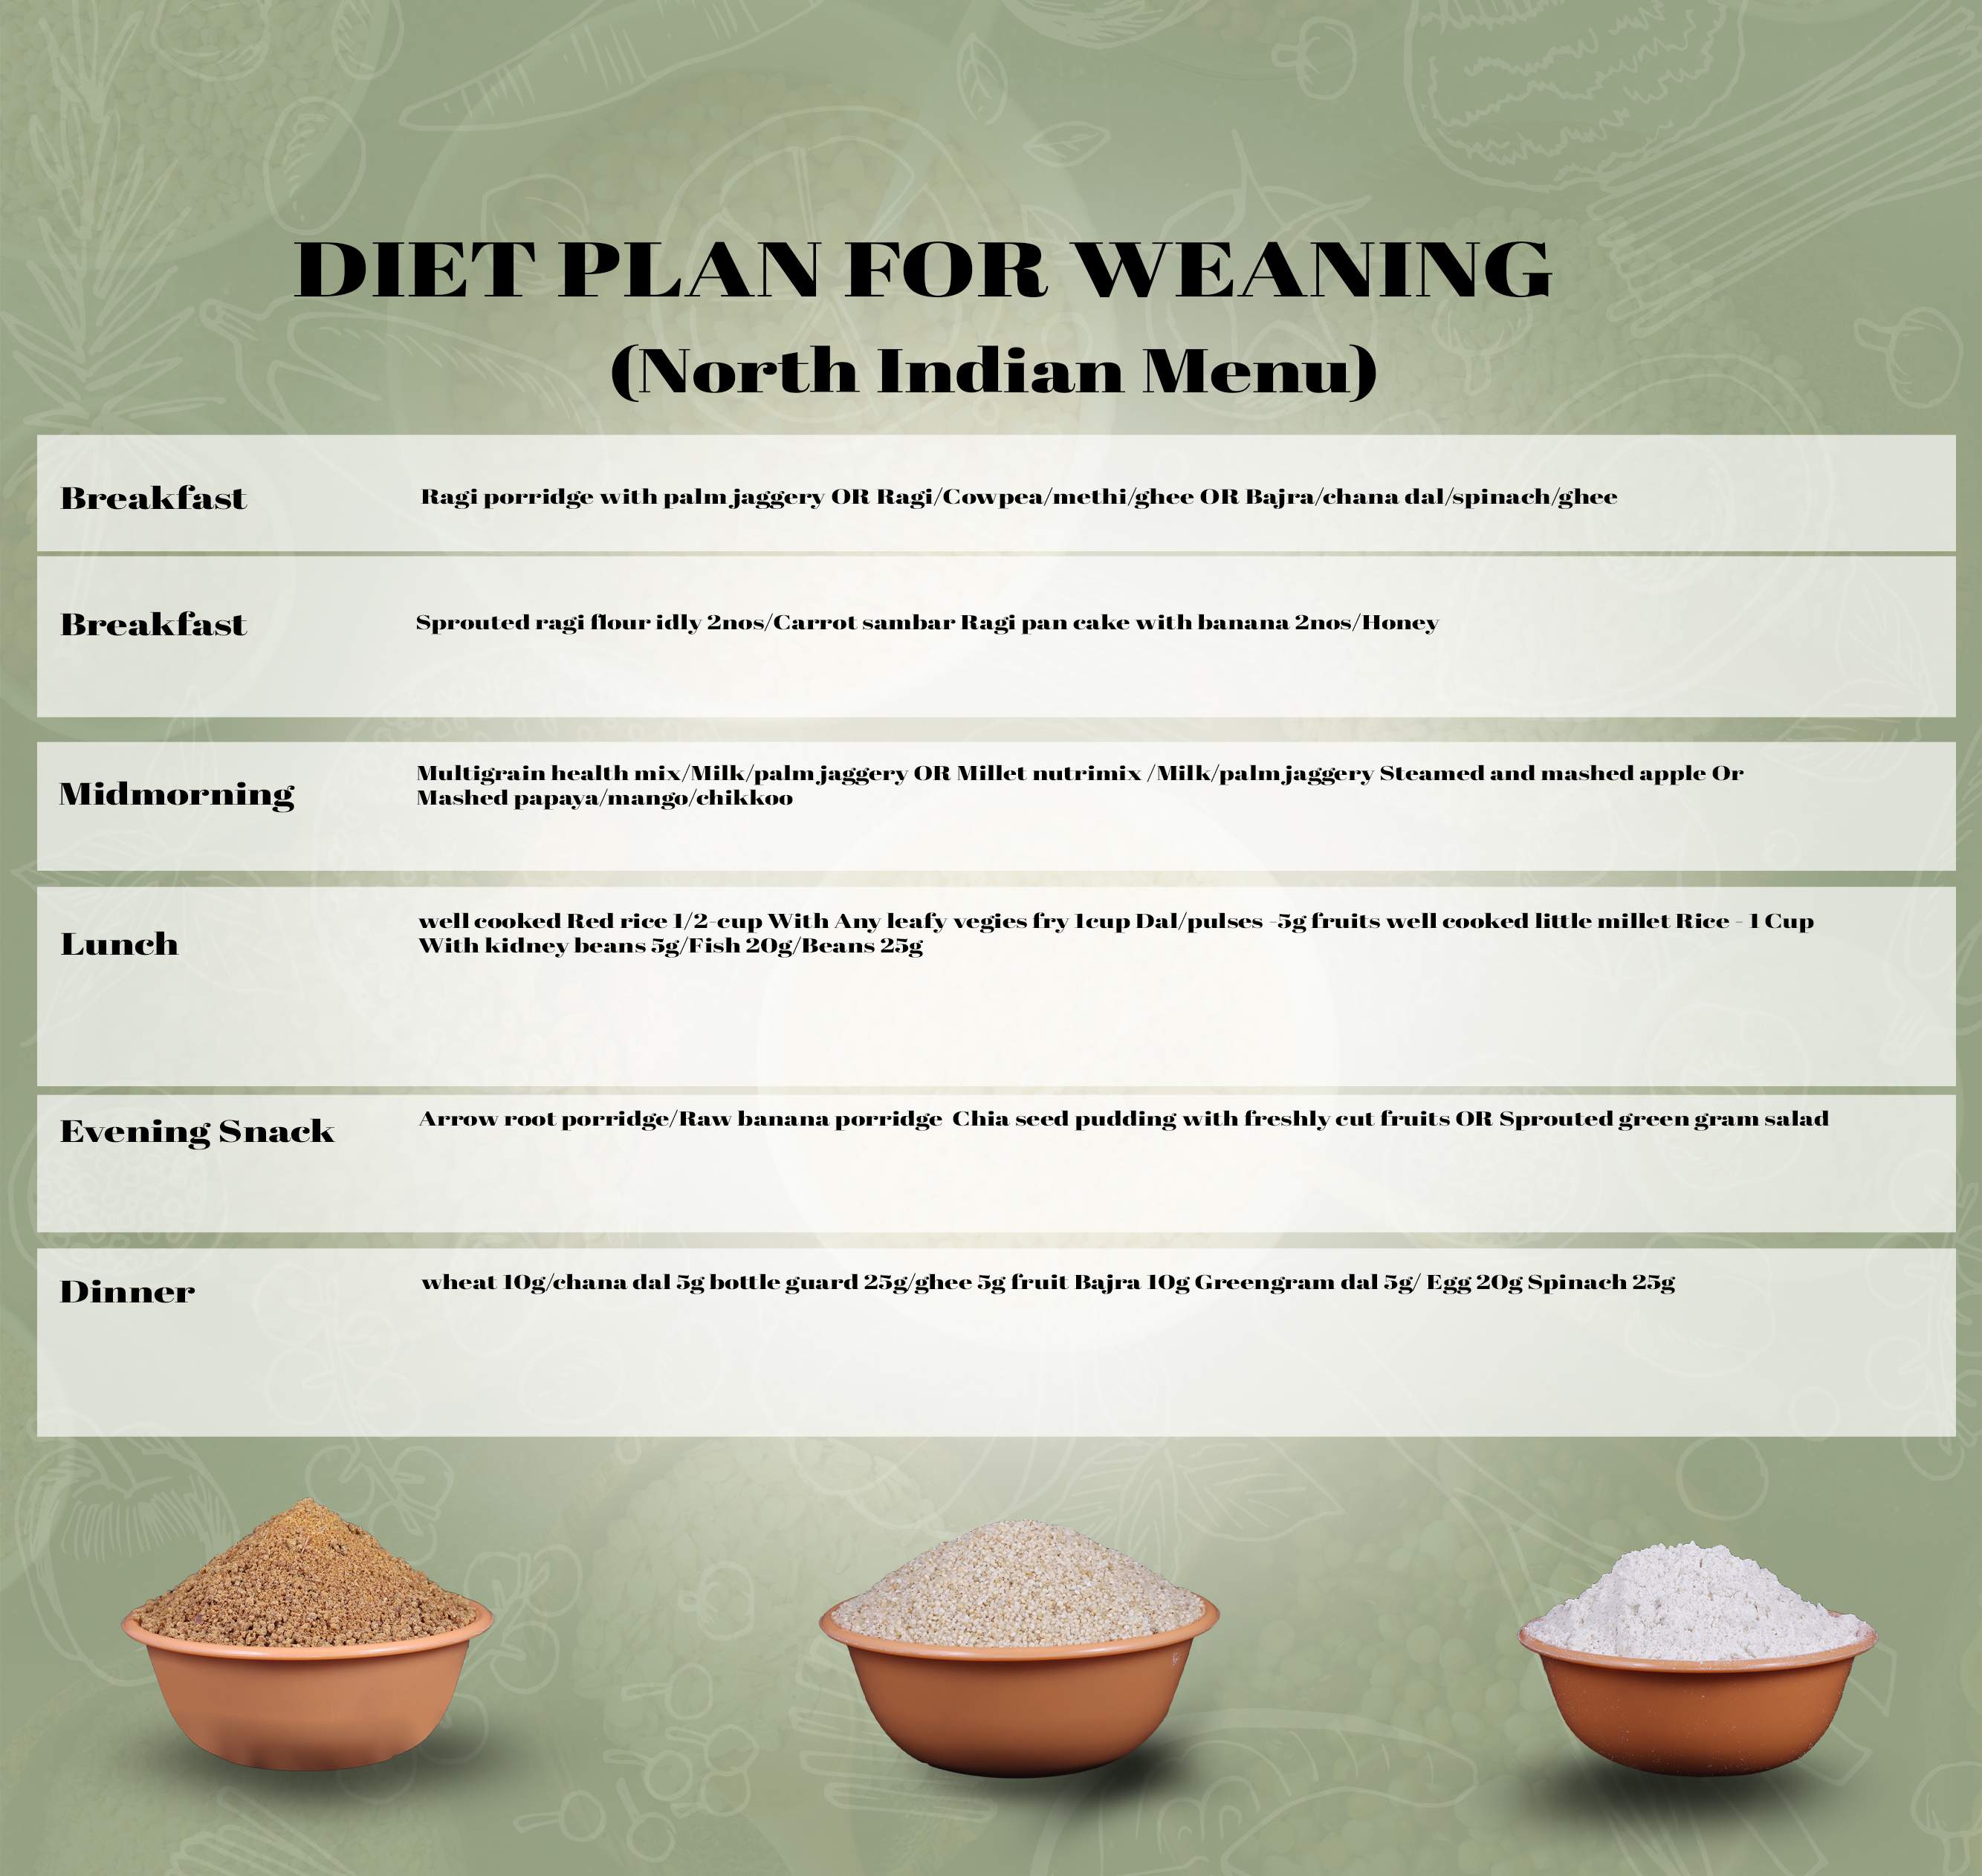 DIET PLAN FOR WEANING
(North Indian Menu)
Breakfast
Ragi porridge with palm jaggery OR Ragi/Cowpea/methi/ghee OR Bajra/chana dal/spinach/ghee
Breakfast
Sprouted ragi flour idly 2nos/Carrot sambar Ragi pan cake with banana 2nos/Honey
Midmorning
Multigrain health mix/Milk/palm jaggery OR Millet nutrimix /Milk/palm jaggery Steamed and mashed apple Or
Mashed papaya/mango/chikkoo
Lunch
well cooked Red rice 1/2-cup With Any leafy vegies fry 1cup Dal/pulses -5g fruits well cooked little millet Rice - 1 Cup
With kidney beans 5g/Fish 20g/Beans 25g
Evening Snack
Arrow root porridge/Raw banana porridge  Chia seed pudding with freshly cut fruits OR Sprouted green gram salad
Dinner
wheat 10g/chana dal 5g bottle guard 25g/ghee 5g fruit Bajra 10g Greengram dal 5g/ Egg 20g Spinach 25g